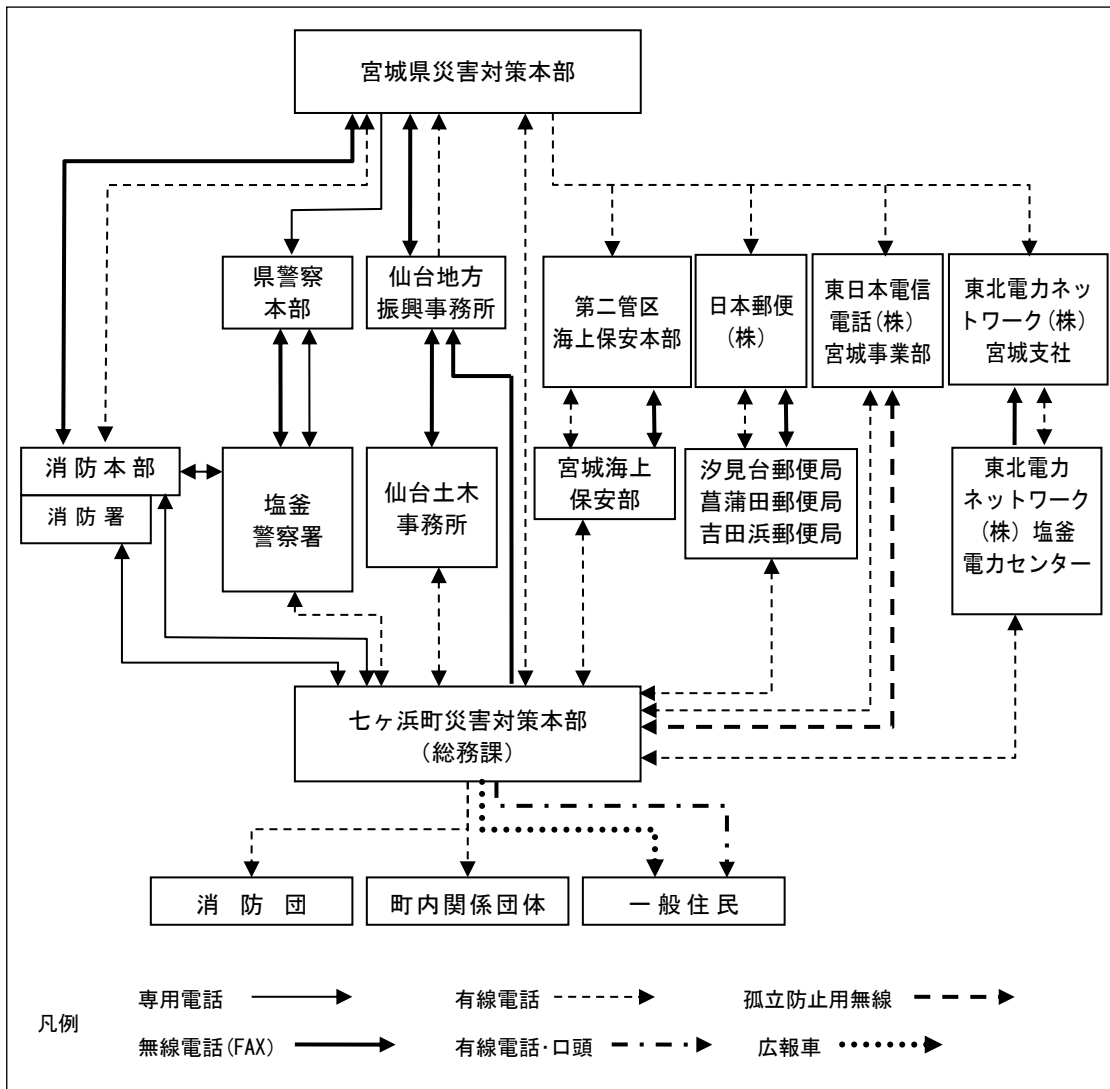 宮城県災害対策本部
県警察
本部
仙台地方
振興事務所
第二管区
海上保安本部
日本郵便
(株)
東日本電信
電話(株)
宮城事業部
東北電力ネッ
トワーク(株)
宮城支社
消防本部
消防署
塩釜
警察署
仙台土木
事務所
宮城海上
保安部
汐見台郵便局
菖蒲田郵便局
吉田浜郵便局
東北電力
ネットワーク
(株)塩釜
電力センター
七ヶ浜町災害対策本部
(総務課)
消防団
町内関係団体
一般住民
凡例
専用電話
有線電話
孤立防止用無線
無線電話(FAX)
有線電話・口頭
広報車